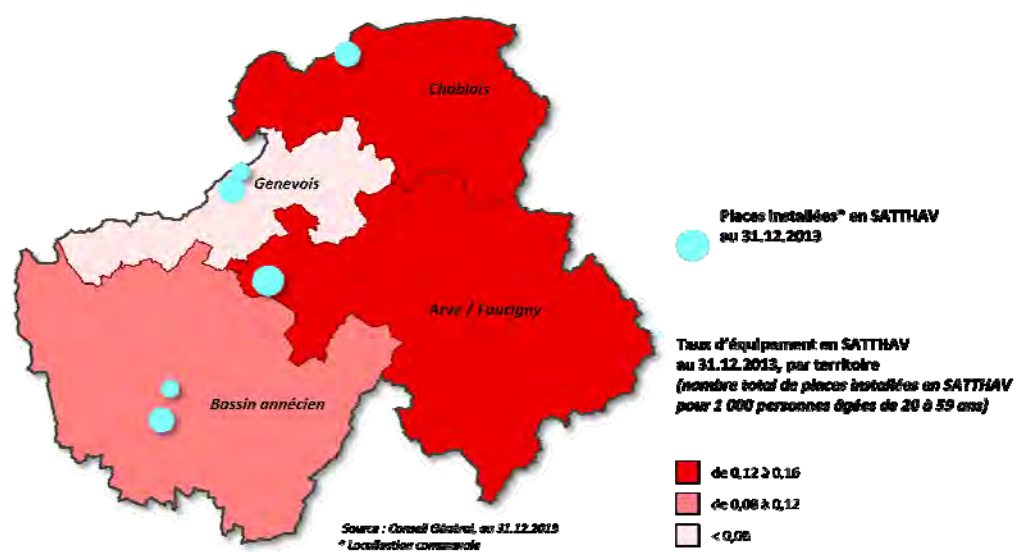 Chablais
Genevois
Places installées* en SATTHAV
au 31.12.2013
Arve / Faucigny
Taux d'équipement en SATTHAV
au 31.12.2013, par territoire
(nombre total de places installées en SATTHAV
pour 1 000 personnes âgées de 20 à 59 ans)
Bassin annécien
de 0,12 à 0,16
de 0,08 à 0,12
< 0,08
Source : Conseil Général, au 31.12.2013
* Localisation communale